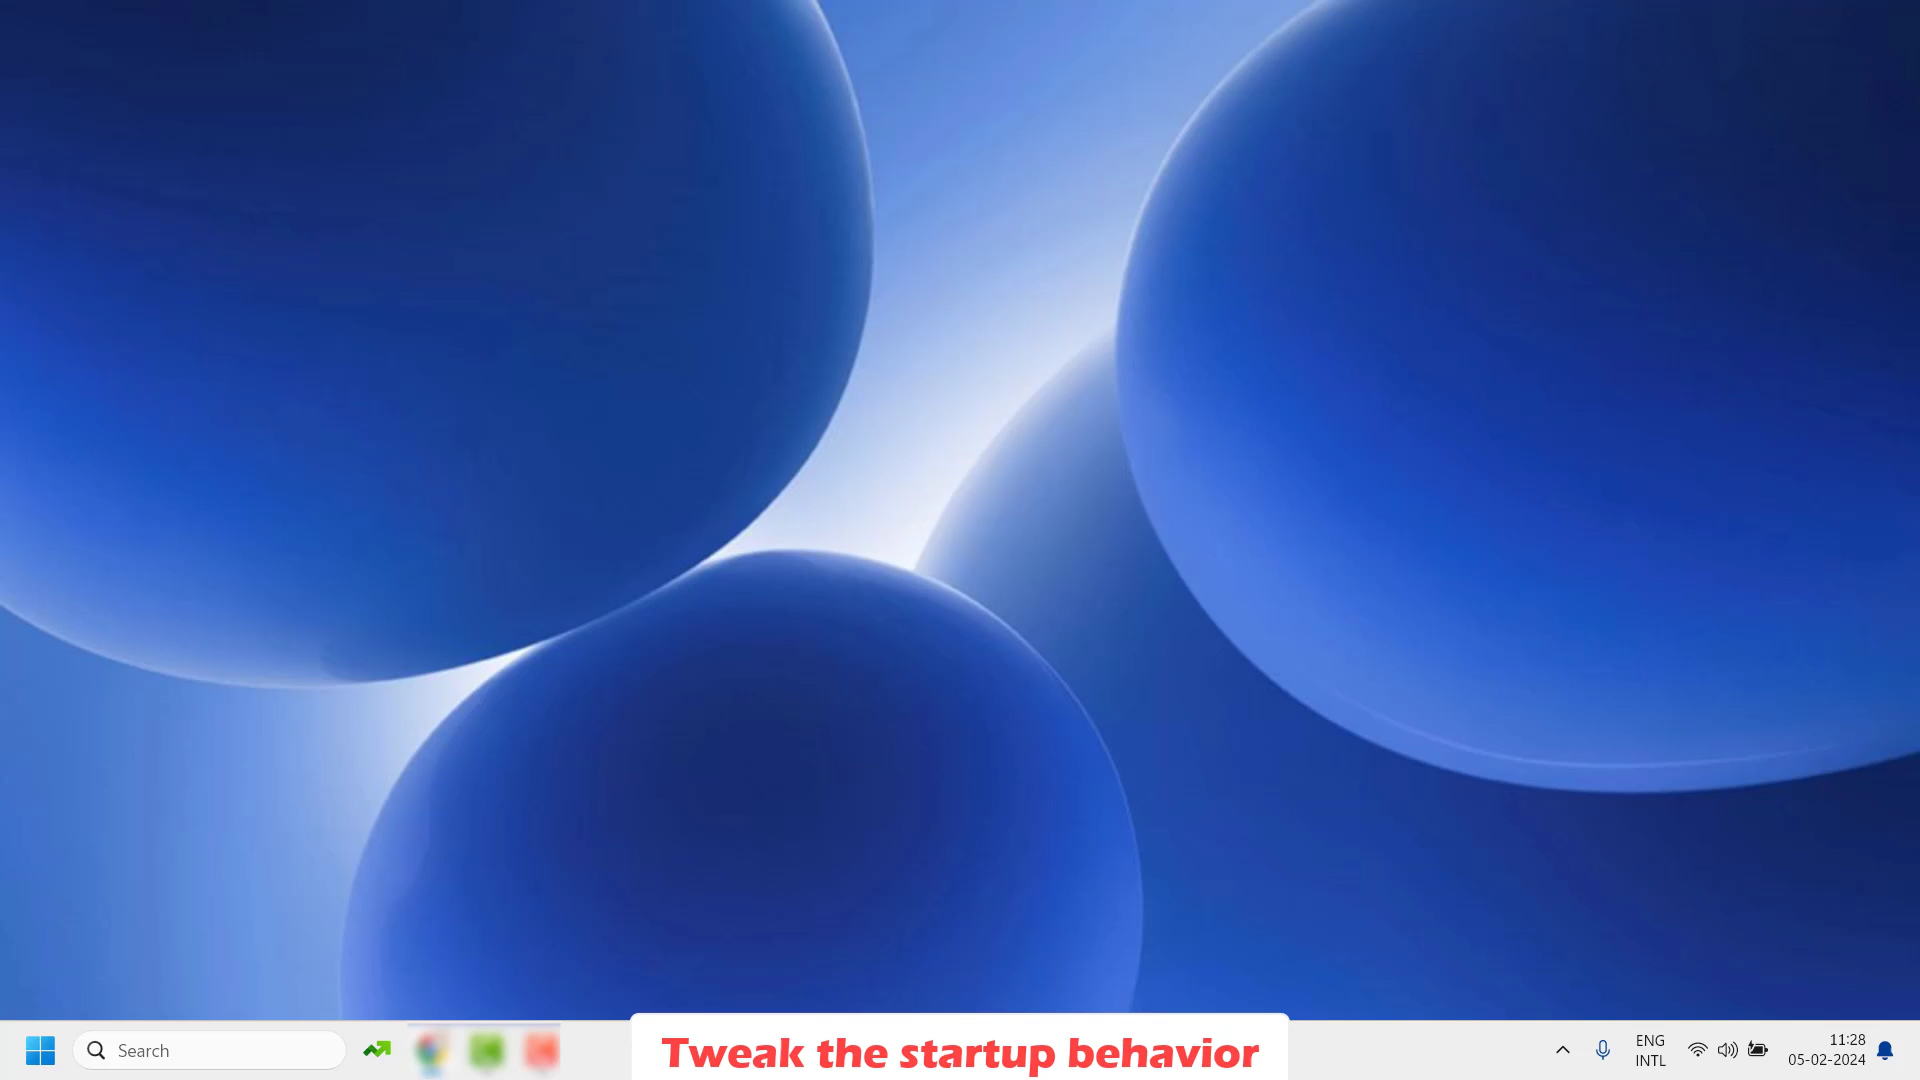 Search
Tweak the startup behavior
ENG
INTL
11:28
05-02-2024